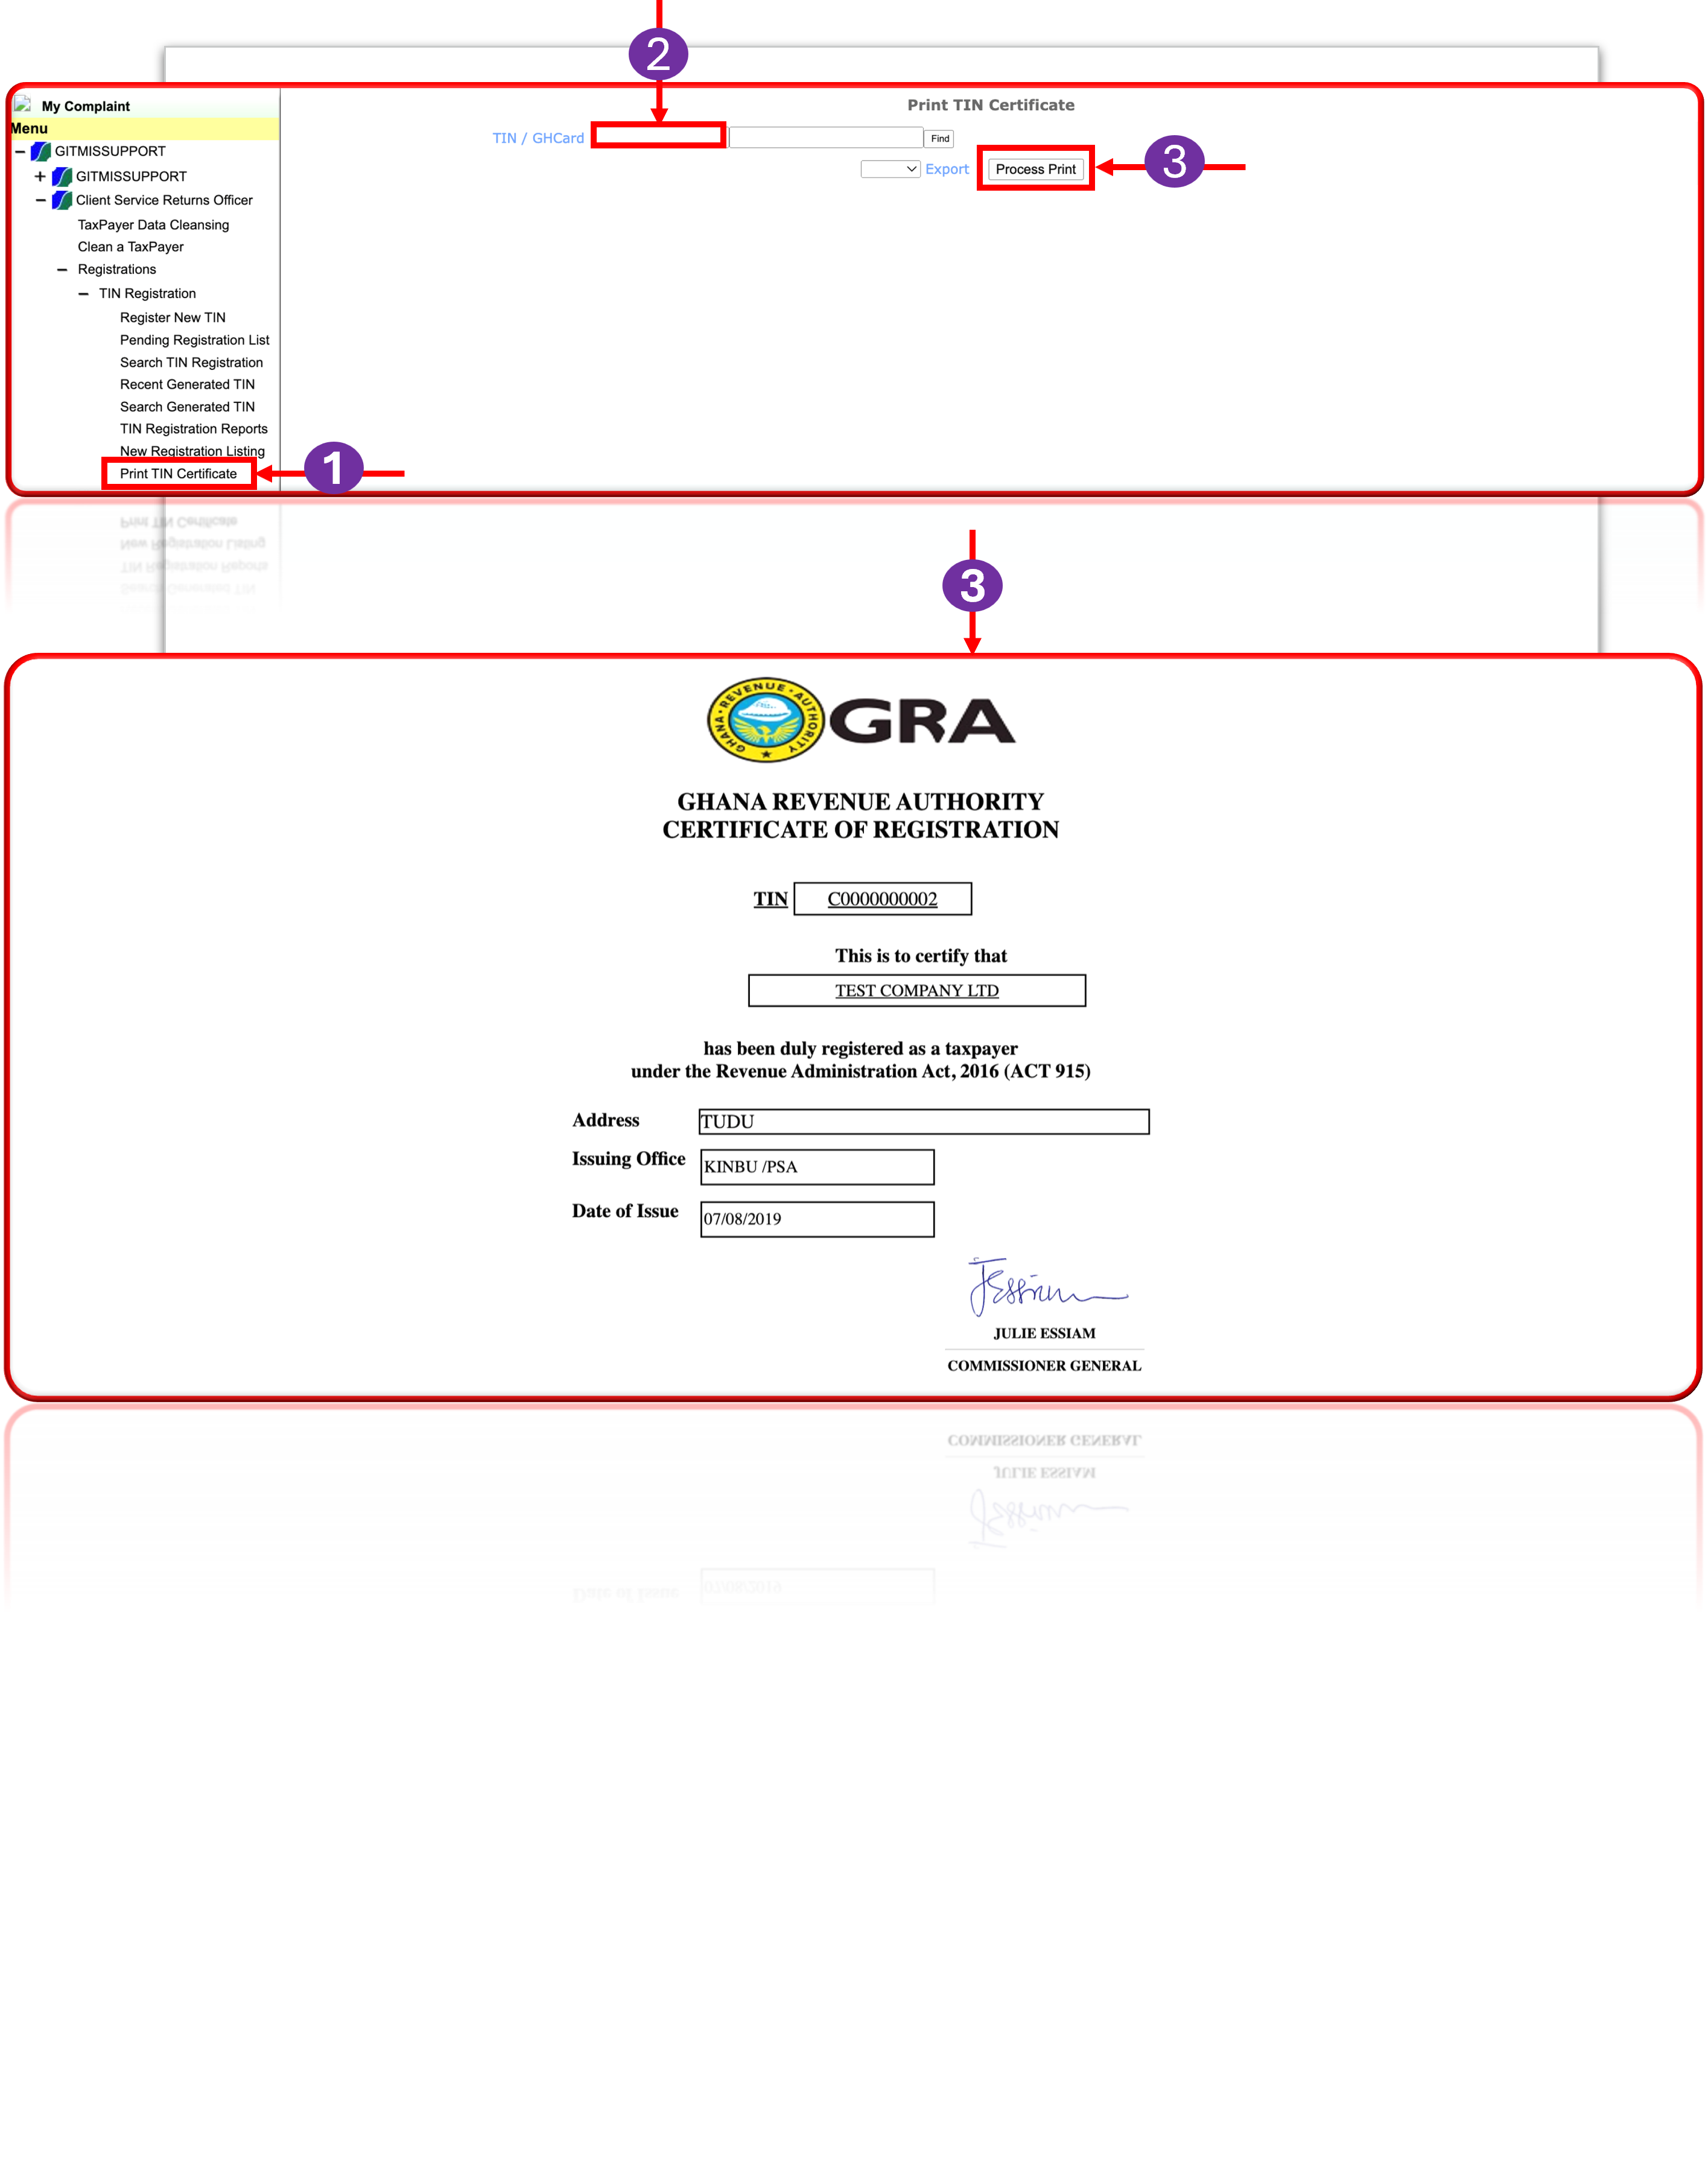 2
My Complaint
Print TIN Certificate
Menu
TIN / GHCard
Find
GITMISSUPPORT
Export
Process Print
3
GITMISSUPPORT
Client Service Returns Officer
TaxPayer Data Cleansing
Clean a TaxPayer
Registrations
TIN Registration
Register New TIN
Pending Registration List
Search TIN Registration
Recent Generated TIN
Search Generated TIN
TIN Registration Reports
New Registration Listing
Print TIN Certificate
1
3
GHANA · REVENUE · AUTHORITY
GRA
GHANA REVENUE AUTHORITY
CERTIFICATE OF REGISTRATION
TIN C0000000002
This is to certify that
TEST COMPANY LTD
has been duly registered as a taxpayer
under the Revenue Administration Act, 2016 (ACT 915)
Address TUDU
Issuing Office KINBU /PSA
Date of Issue 07/08/2019
JEssiam
JULIE ESSIAM
COMMISSIONER GENERAL